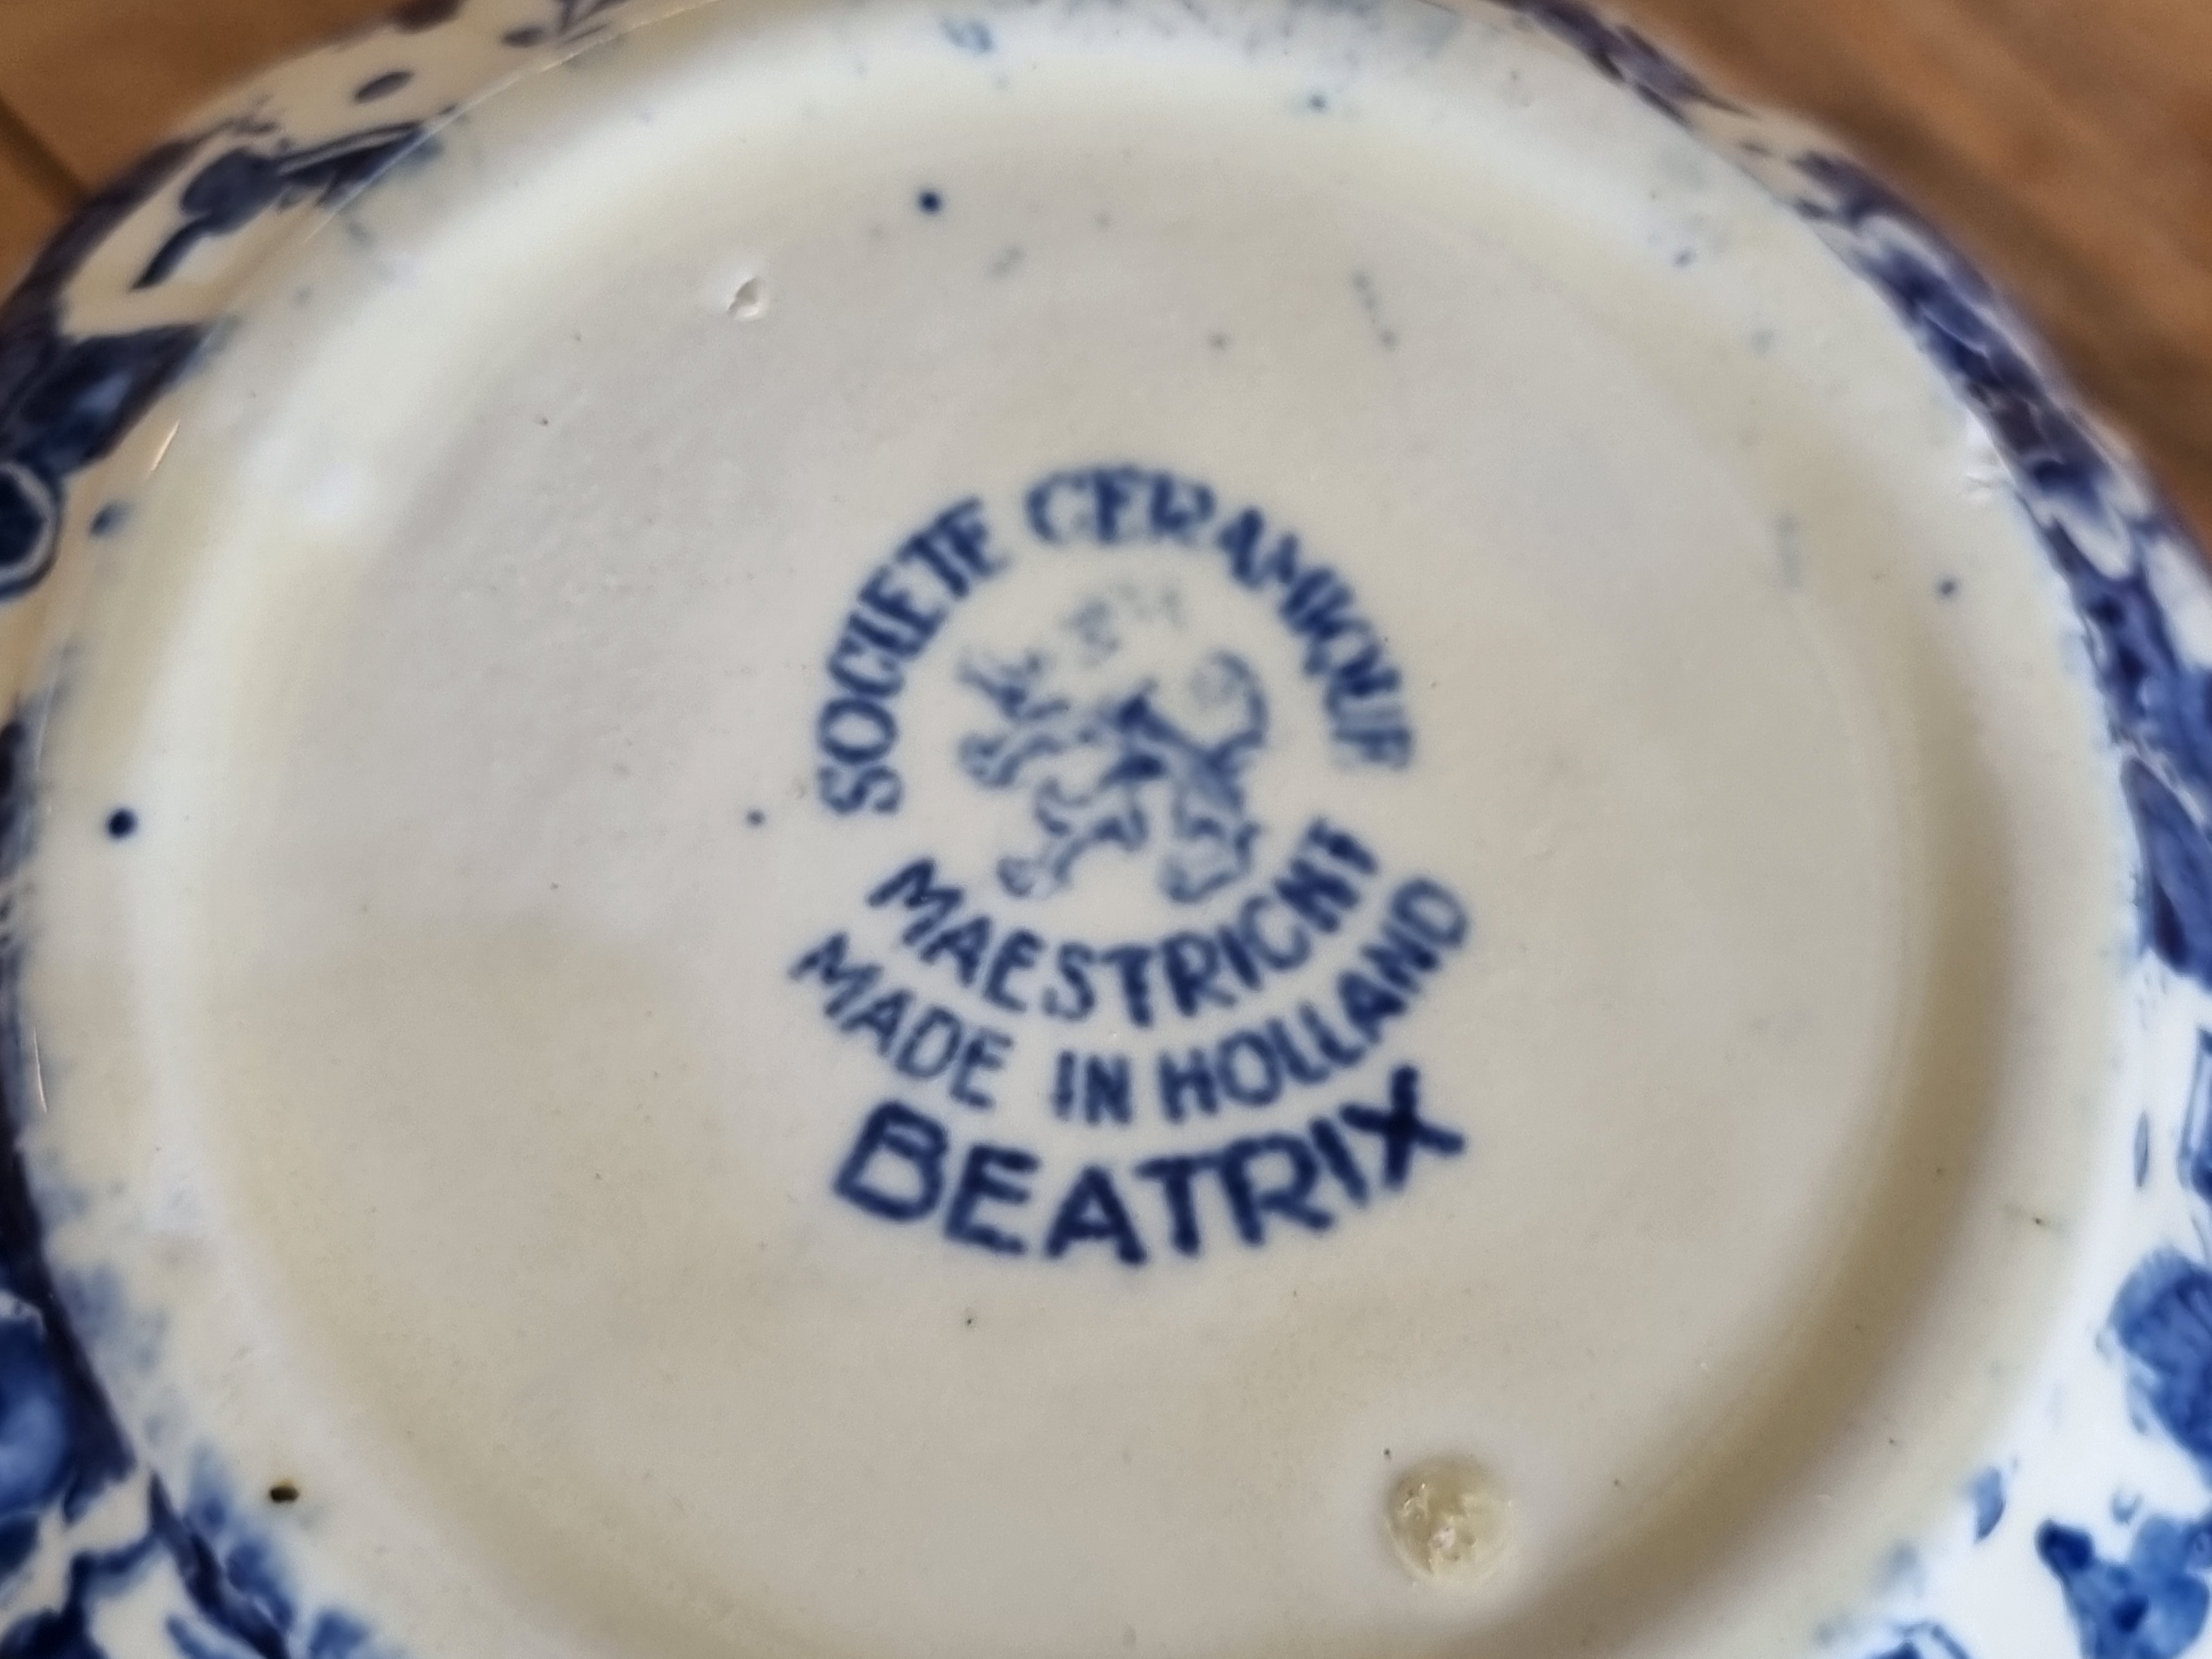 SOCIETE CERAMIQUE
MAESTRICHT
MADE IN HOLLAND
BEATRIX